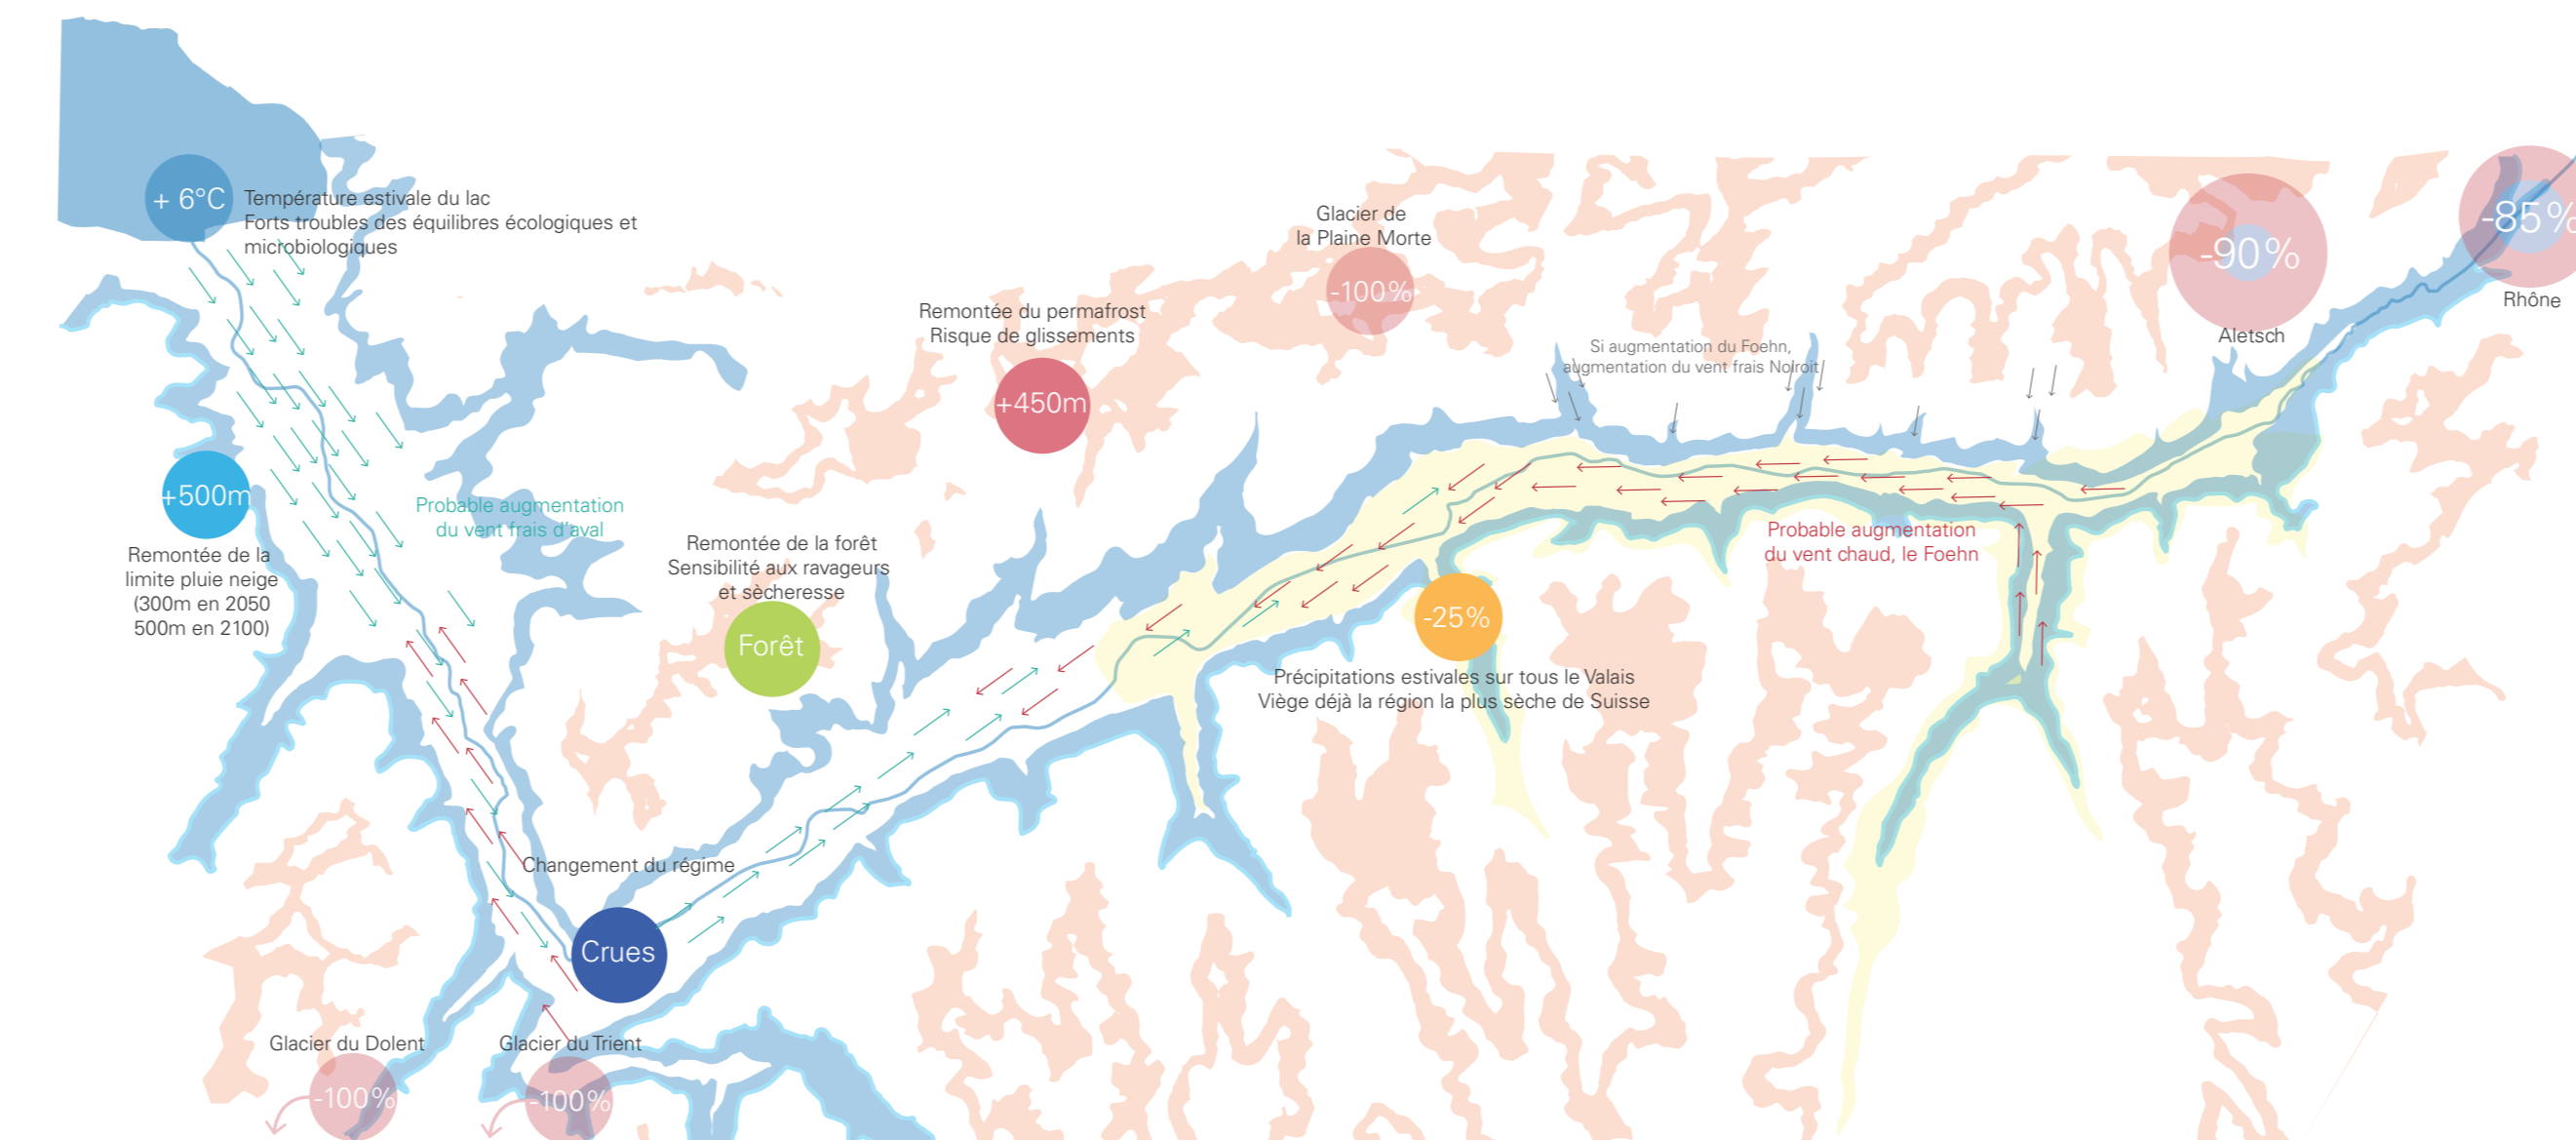 + 6°C
Température estivale du lac
Forts troubles des équilibres écologiques et
microbiologiques
+500m
Remontée de la
limite pluie neige
(300m en 2050
500m en 2100)
Probable augmentation
du vent frais d'aval
Remontée de la forêt
Sensibilité aux ravageurs
et sècheresse
Forêt
Remontée du permafrost
Risque de glissements
+450m
Glacier de
la Plaine Morte
-100%
Si augmentation du Foehn,
augmentation du vent frais Noiroit
-90%
Aletsch
-85%
Rhône
Probable augmentation
du vent chaud, le Foehn
-25%
Précipitations estivales sur tous le Valais
Viège déjà la région la plus sèche de Suisse
Changement du régime
Crues
Glacier du Dolent
-100%
Glacier du Trient
-100%